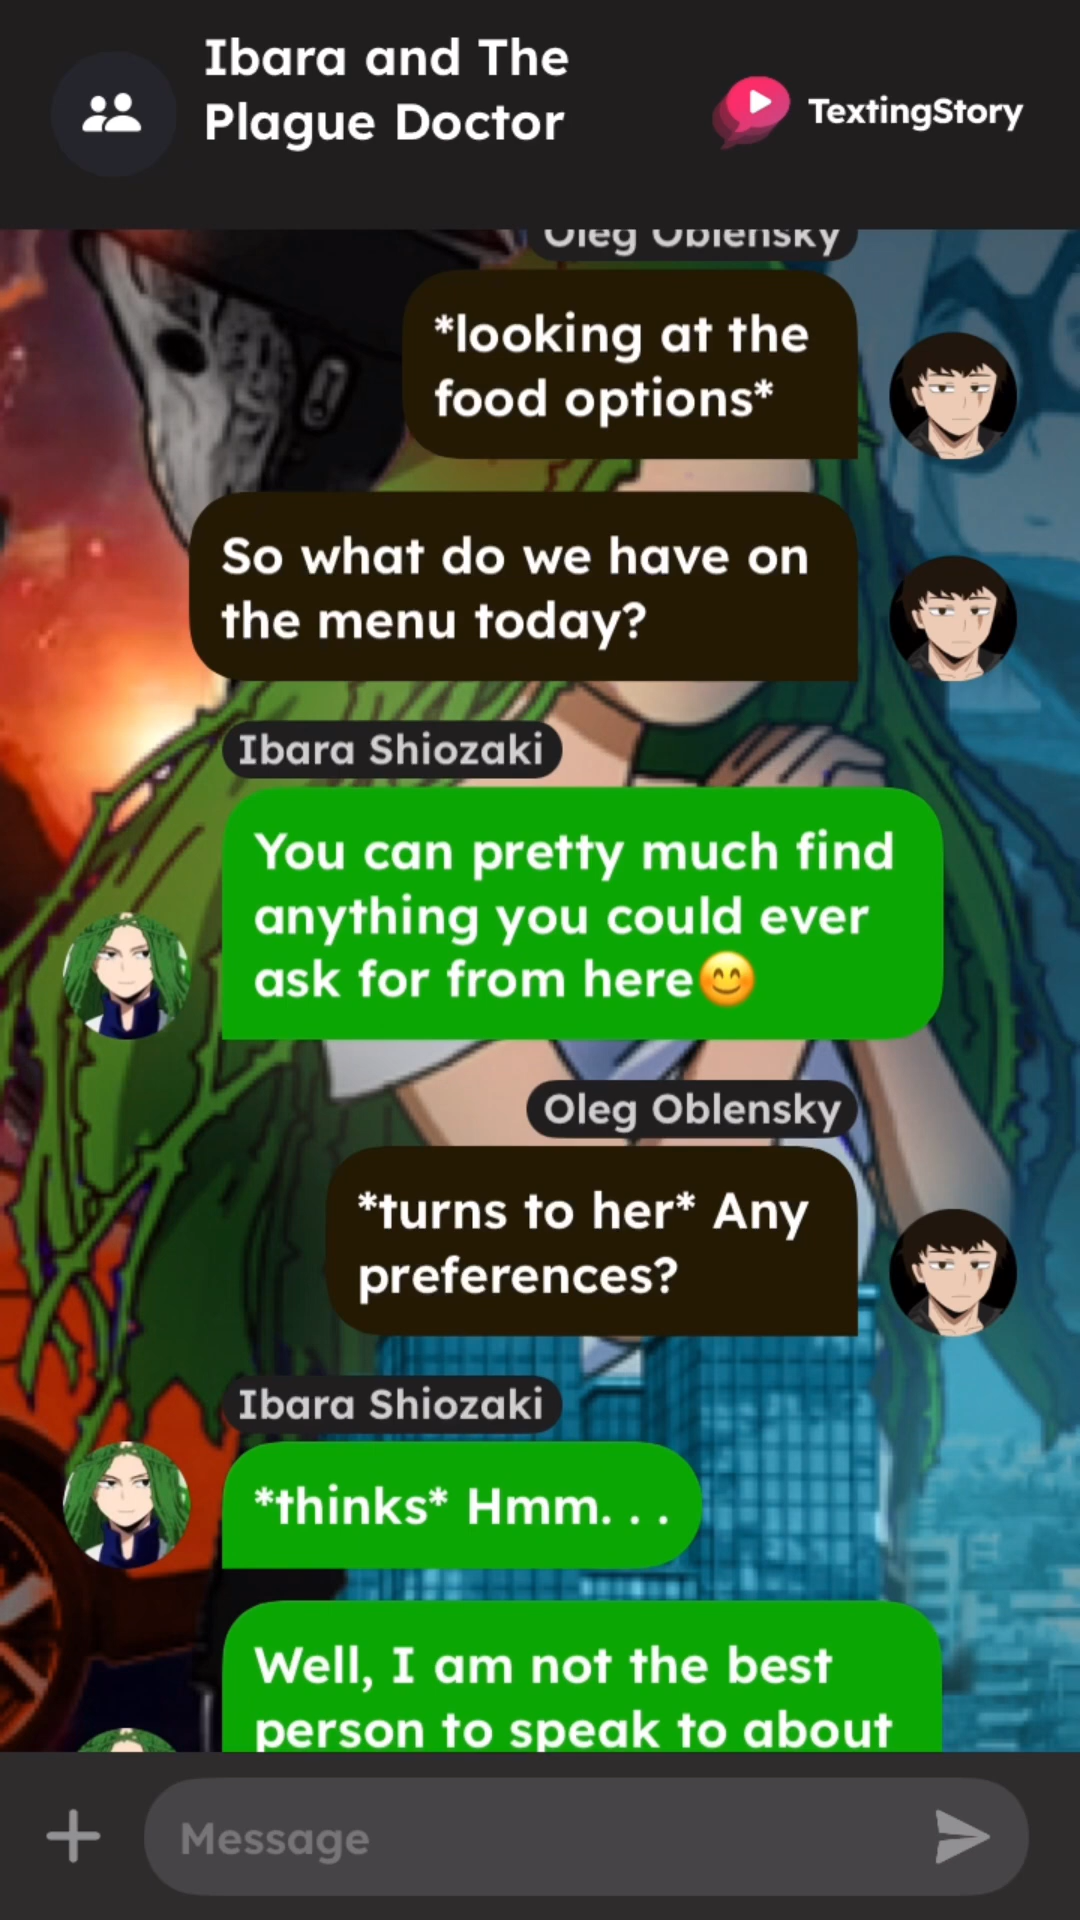 Ibara and The
Plague Doctor
TextingStory
Oleg Oblensky
*looking at the
food options*
So what do we have on
the menu today?
Ibara Shiozaki
You can pretty much find
anything you could ever
ask for from here😊
Oleg Oblensky
*turns to her* Any
preferences?
Ibara Shiozaki
*thinks* Hmm. . .
Well, I am not the best
person to speak to about
Message